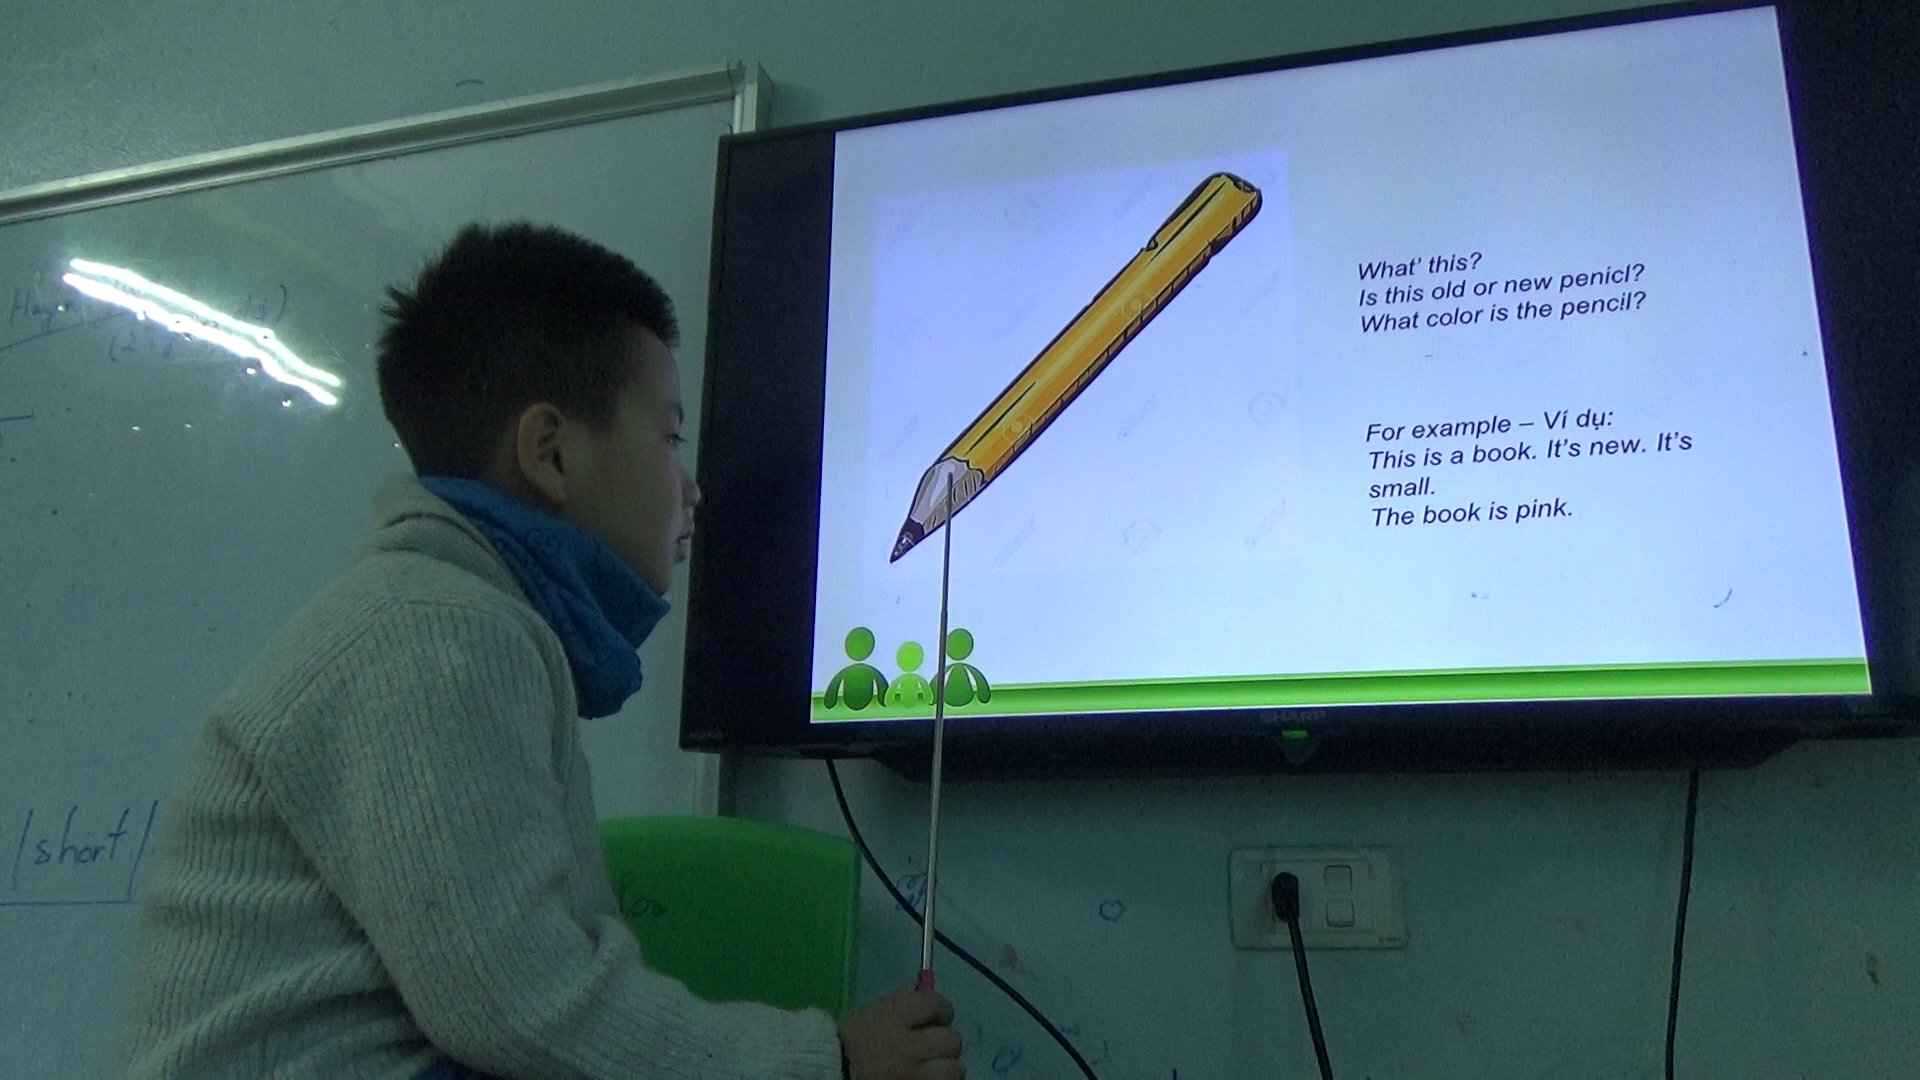 What' this?
Is this old or new penicl?
What color is the pencil?
For example – Ví dụ:
This is a book. It's new. It's
small.
The book is pink.
SHARP
short